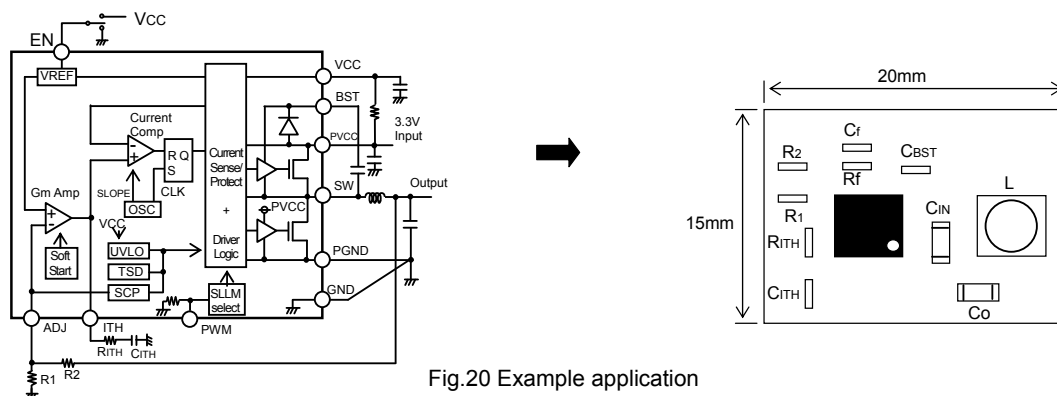 VCC
EN
VREF
VCC
BST
3.3V
Input
Current
Comp
-
+
R Q
S
CLK
SLOPE
OSC
Current
Sense/
Protect
+
Driver
Logic
PVCC
Gm Amp
+
-
VCC
SW
Output
PVCC
Soft
Start
UVLO
TSD
SCP
SLLM
select
PGND
GND
ADJ
ITH
PWM
RITH
CITH
R1
R2
20mm
15mm
Cf
R2
Rf
CBST
R1
CIN
L
RITH
CITH
Co
Fig.20 Example application